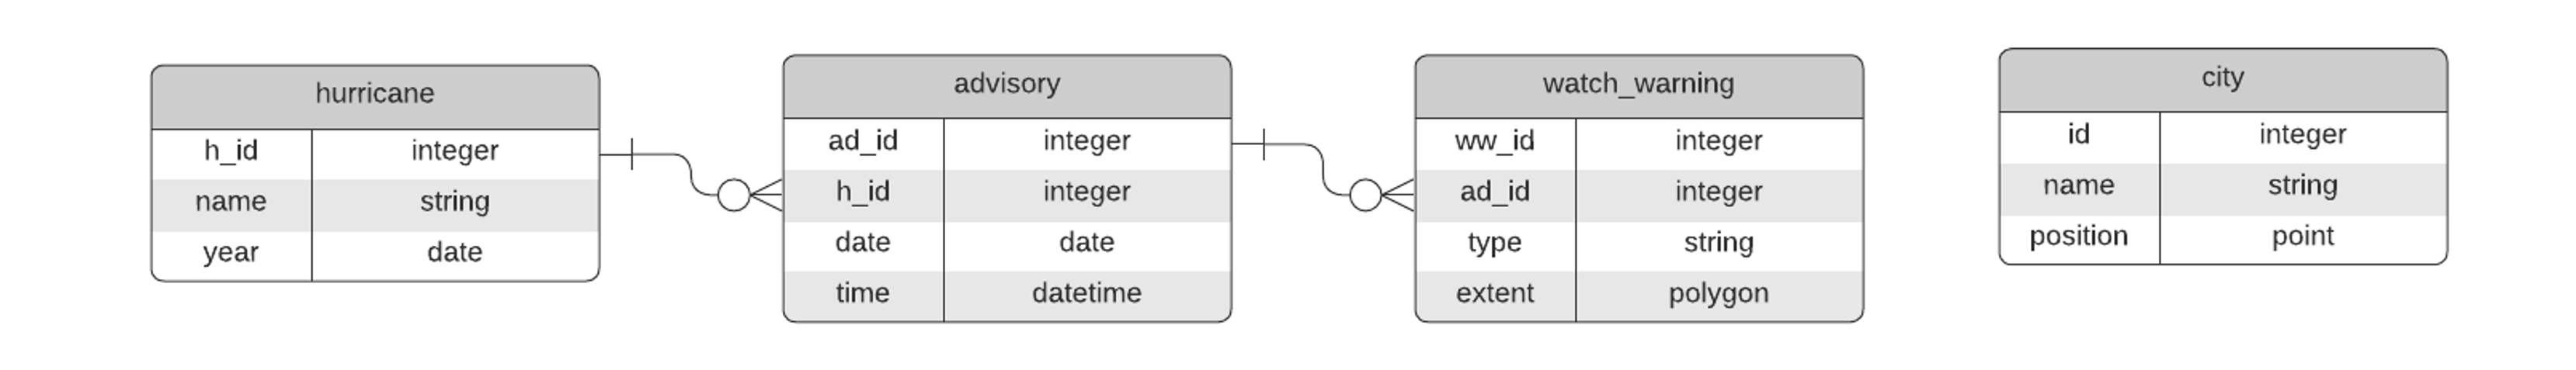 hurricane
h_id integer
name string
year date
advisory
ad_id integer
h_id integer
date date
time datetime
watch_warning
ww_id integer
ad_id integer
type string
extent polygon
city
id integer
name string
position point